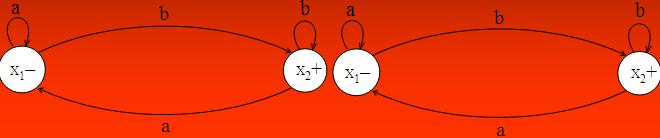 a b b a b b
x₁– x₂+ x₁– x₂+
a a